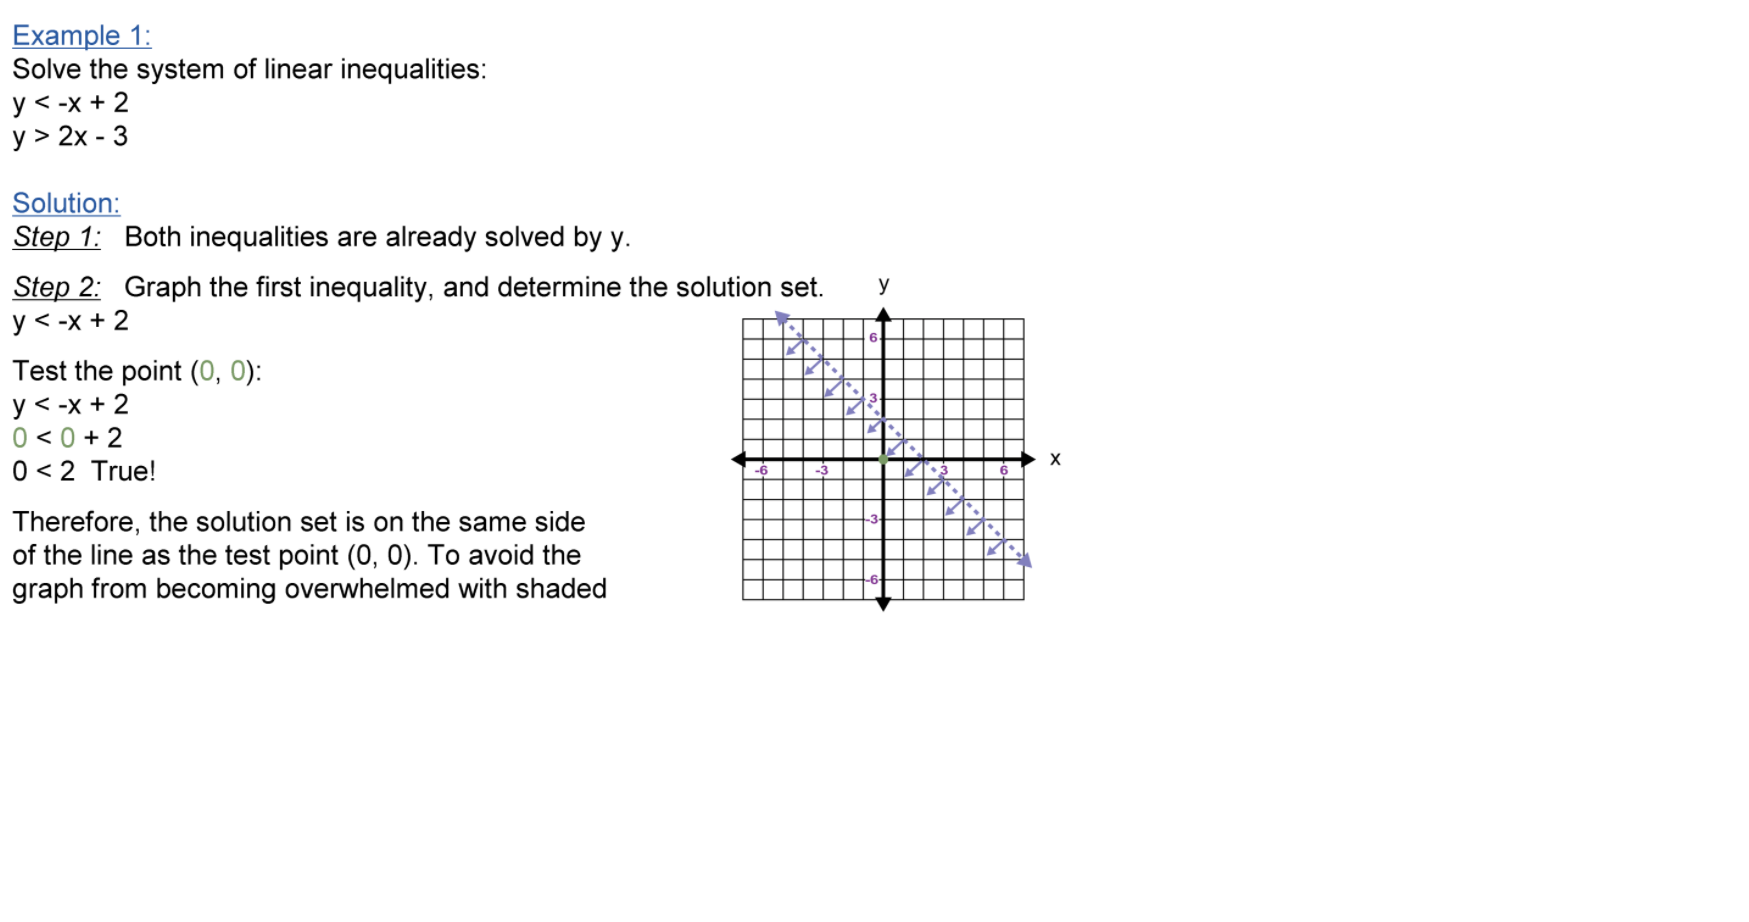 Example 1:
Solve the system of linear inequalities:
y < -x + 2
y > 2x - 3
Solution:
Step 1: Both inequalities are already solved by y.
Step 2: Graph the first inequality, and determine the solution set.
y < -x + 2
Test the point (0, 0):
y < -x + 2
0 < 0 + 2
0 < 2 True!
Therefore, the solution set is on the same side
of the line as the test point (0, 0). To avoid the
graph from becoming overwhelmed with shaded
y
6
3
-6 -3 3 6 x
-3
-6